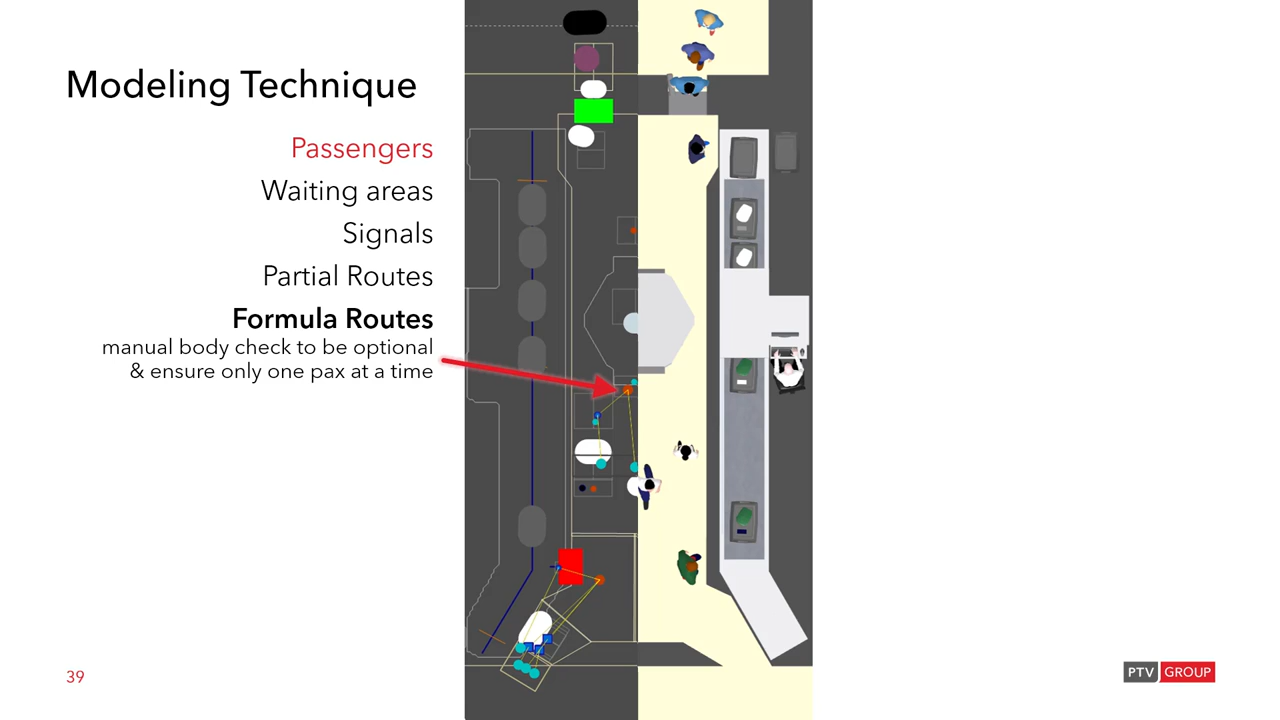 Modeling Technique
Passengers
Waiting areas
Signals
Partial Routes
Formula Routes
manual body check to be optional
& ensure only one pax at a time
39
PTV GROUP